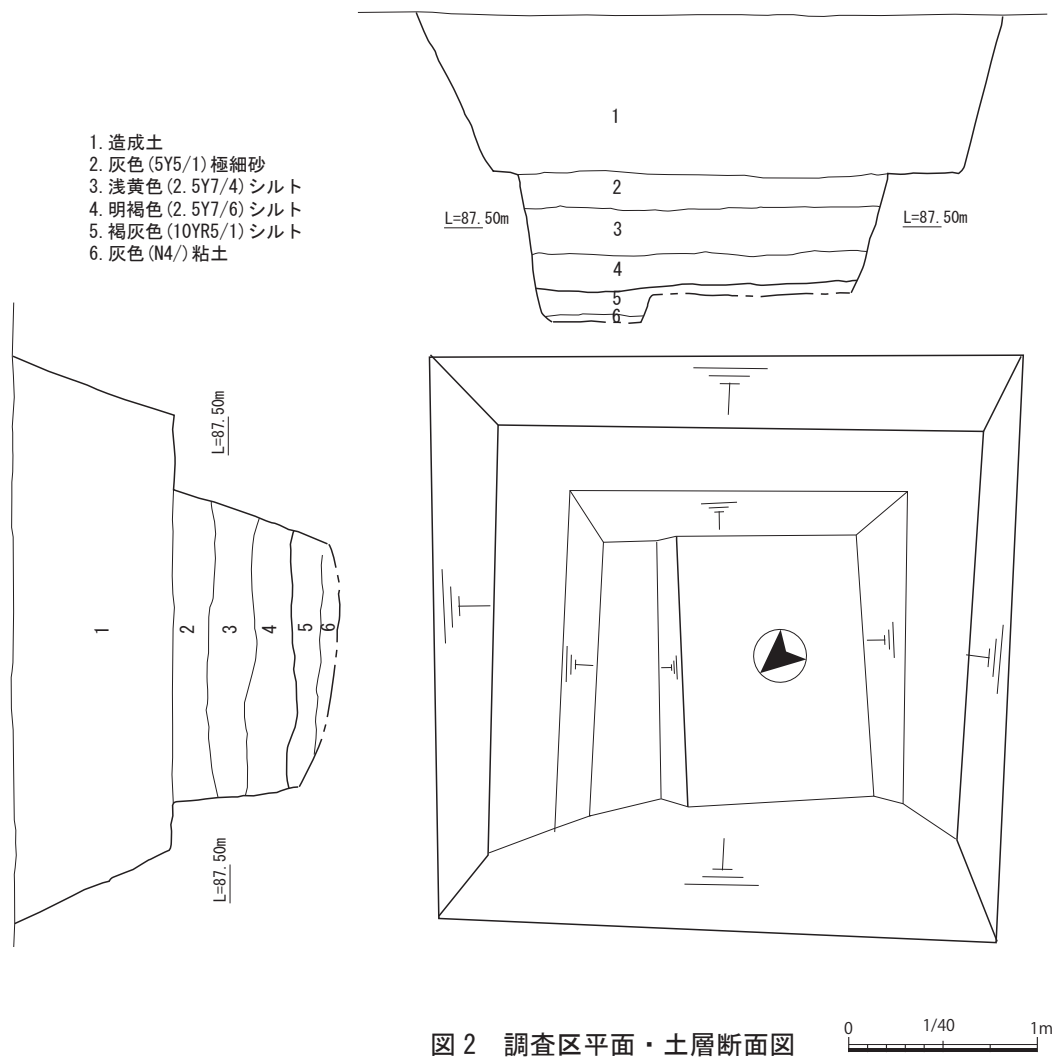 1
1. 造成土
2. 灰色(5Y5/1)極細砂
3. 浅黄色(2.5Y7/4)シルト
4. 明褐色(2.5Y7/6)シルト
5. 褐灰色(10YR5/1)シルト
6. 灰色(N4/)粘土
2
L=87.50m
L=87.50m
3
4
5
6
L=87.50m
1
2
3
4
5
6
L=87.50m
図2 調査区平面・土層断面図
0 1/40 1m